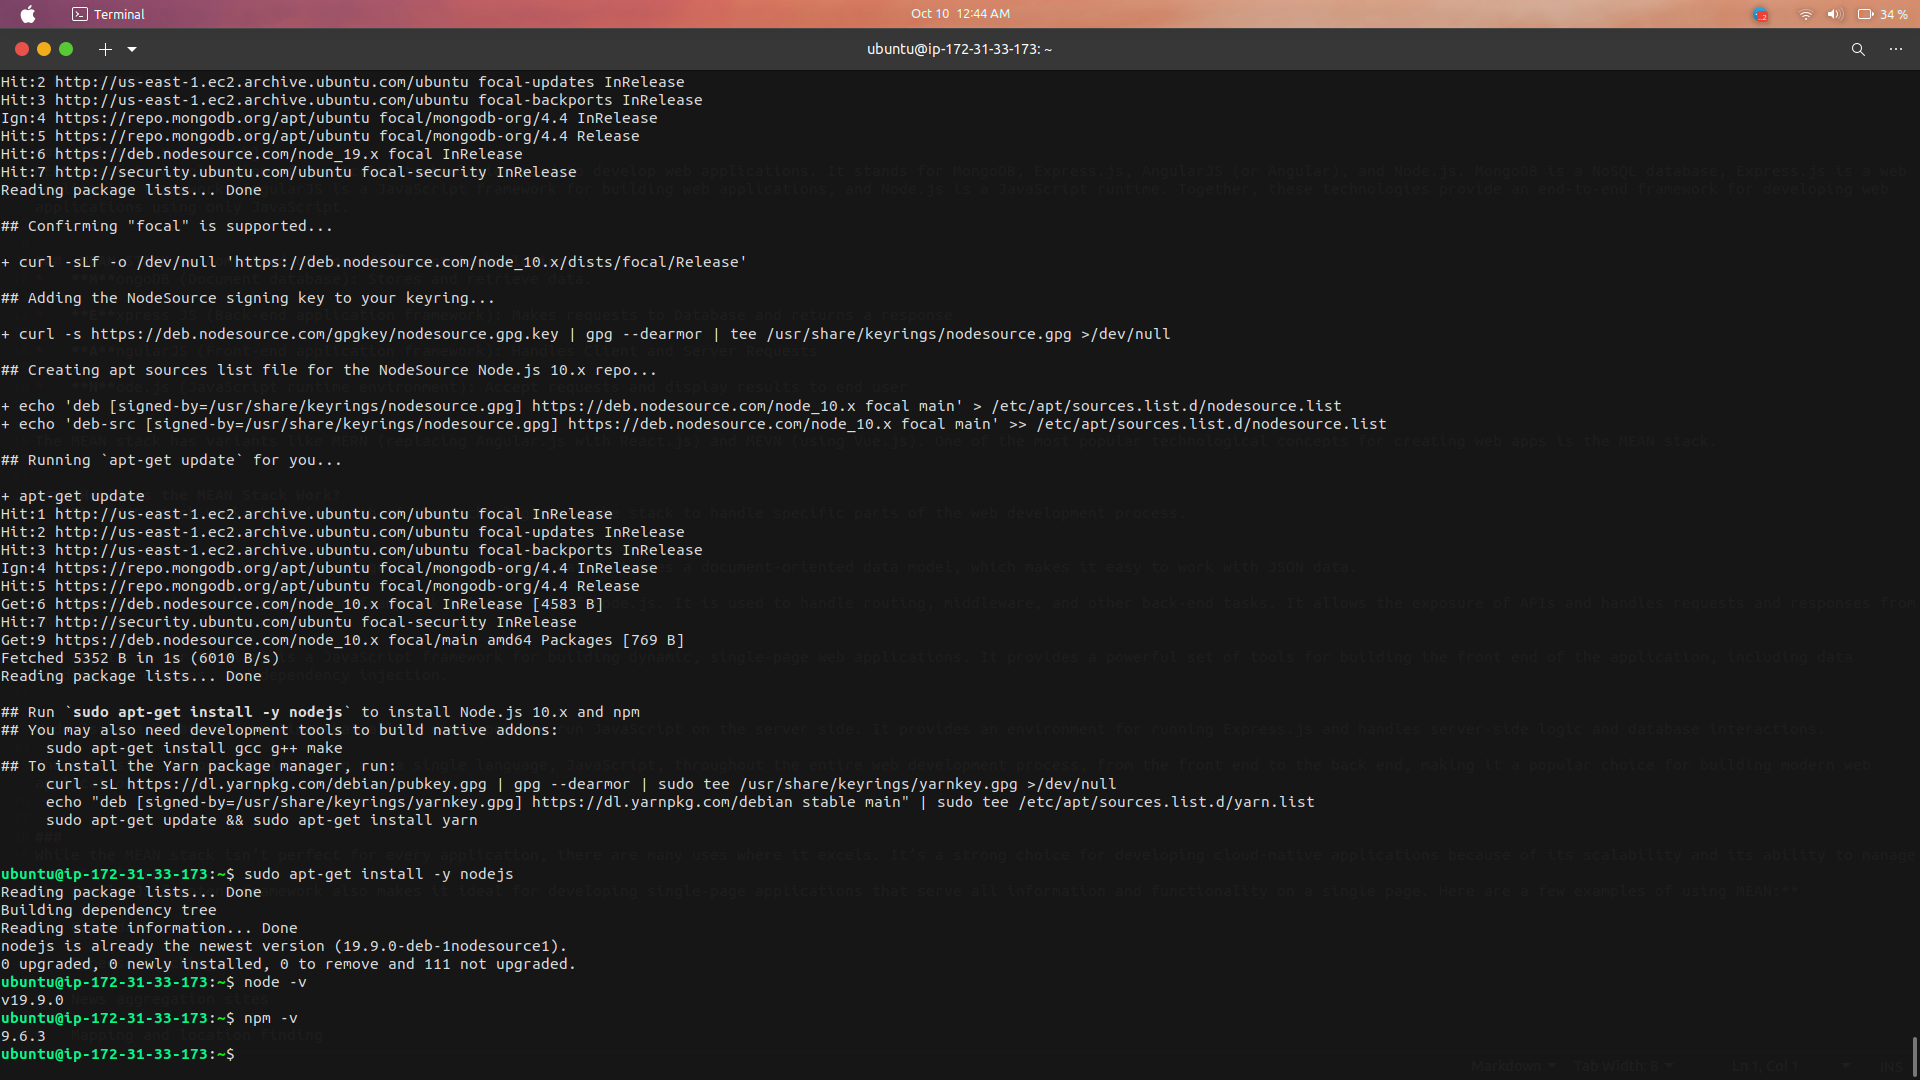 Terminal
Oct 10 12:44 AM
34 %
ubuntu@ip-172-31-33-173: ~
Hit:2 http://us-east-1.ec2.archive.ubuntu.com/ubuntu focal-updates InRelease
Hit:3 http://us-east-1.ec2.archive.ubuntu.com/ubuntu focal-backports InRelease
Ign:4 https://repo.mongodb.org/apt/ubuntu focal/mongodb-org/4.4 InRelease
Hit:5 https://repo.mongodb.org/apt/ubuntu focal/mongodb-org/4.4 Release
Hit:6 https://deb.nodesource.com/node_19.x focal InRelease
Hit:7 http://security.ubuntu.com/ubuntu focal-security InRelease
Reading package lists... Done
## Confirming "focal" is supported...
+ curl -sLf -o /dev/null 'https://deb.nodesource.com/node_10.x/dists/focal/Release'
## Adding the NodeSource signing key to your keyring...
+ curl -s https://deb.nodesource.com/gpgkey/nodesource.gpg.key | gpg --dearmor | tee /usr/share/keyrings/nodesource.gpg >/dev/null
## Creating apt sources list file for the NodeSource Node.js 10.x repo...
+ echo 'deb [signed-by=/usr/share/keyrings/nodesource.gpg] https://deb.nodesource.com/node_10.x focal main' > /etc/apt/sources.list.d/nodesource.list
+ echo 'deb-src [signed-by=/usr/share/keyrings/nodesource.gpg] https://deb.nodesource.com/node_10.x focal main' >> /etc/apt/sources.list.d/nodesource.list
## Running `apt-get update` for you...
+ apt-get update
Hit:1 http://us-east-1.ec2.archive.ubuntu.com/ubuntu focal InRelease
Hit:2 http://us-east-1.ec2.archive.ubuntu.com/ubuntu focal-updates InRelease
Hit:3 http://us-east-1.ec2.archive.ubuntu.com/ubuntu focal-backports InRelease
Ign:4 https://repo.mongodb.org/apt/ubuntu focal/mongodb-org/4.4 InRelease
Hit:5 https://repo.mongodb.org/apt/ubuntu focal/mongodb-org/4.4 Release
Get:6 https://deb.nodesource.com/node_10.x focal InRelease [4583 B]
Hit:7 http://security.ubuntu.com/ubuntu focal-security InRelease
Get:9 https://deb.nodesource.com/node_10.x focal/main amd64 Packages [769 B]
Fetched 5352 B in 1s (6010 B/s)
Reading package lists... Done
## Run `sudo apt-get install -y nodejs` to install Node.js 10.x and npm
## You may also need development tools to build native addons:
sudo apt-get install gcc g++ make
## To install the Yarn package manager, run:
curl -sL https://dl.yarnpkg.com/debian/pubkey.gpg | gpg --dearmor | sudo tee /usr/share/keyrings/yarnkey.gpg >/dev/null
echo "deb [signed-by=/usr/share/keyrings/yarnkey.gpg] https://dl.yarnpkg.com/debian stable main" | sudo tee /etc/apt/sources.list.d/yarn.list
sudo apt-get update && sudo apt-get install yarn
ubuntu@ip-172-31-33-173:~$ sudo apt-get install -y nodejs
Reading package lists... Done
Building dependency tree
Reading state information... Done
nodejs is already the newest version (19.9.0-deb-1nodesource1).
0 upgraded, 0 newly installed, 0 to remove and 111 not upgraded.
ubuntu@ip-172-31-33-173:~$ node -v
v19.9.0
ubuntu@ip-172-31-33-173:~$ npm -v
9.6.3
ubuntu@ip-172-31-33-173:~$
Markdown Tab Width: 8 Ln 1, Col 1 INS